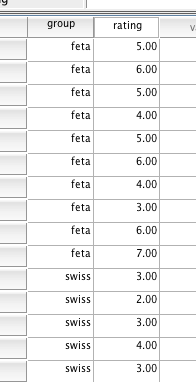 group rating
feta 5.00
feta 6.00
feta 5.00
feta 4.00
feta 5.00
feta 6.00
feta 4.00
feta 3.00
feta 6.00
feta 7.00
swiss 3.00
swiss 2.00
swiss 3.00
swiss 4.00
swiss 3.00